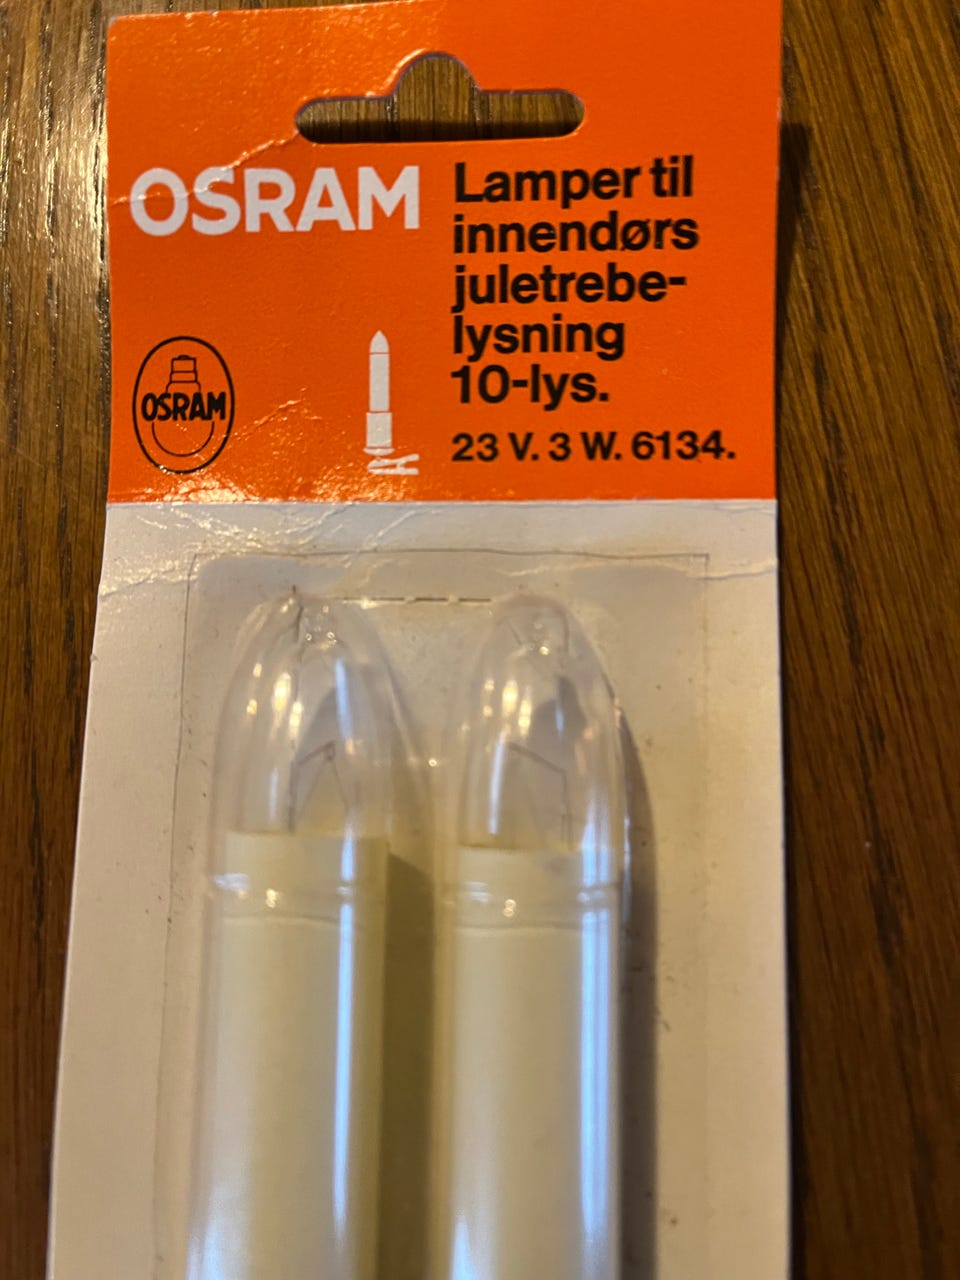 OSRAM
Lamper til
innendørs
juletrebe-
lysning
10-lys.
23 V. 3 W. 6134.
OSRAM